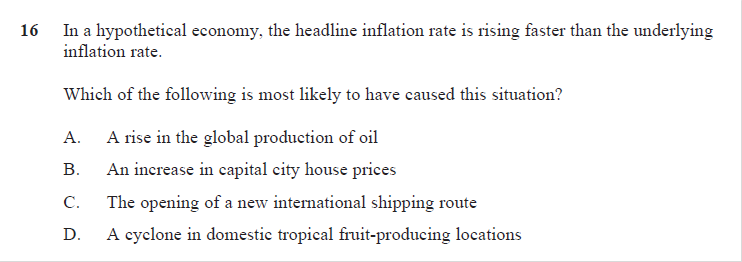 16 In a hypothetical economy, the headline inflation rate is rising faster than the underlying
inflation rate.
Which of the following is most likely to have caused this situation?
A. A rise in the global production of oil
B. An increase in capital city house prices
C. The opening of a new international shipping route
D. A cyclone in domestic tropical fruit-producing locations